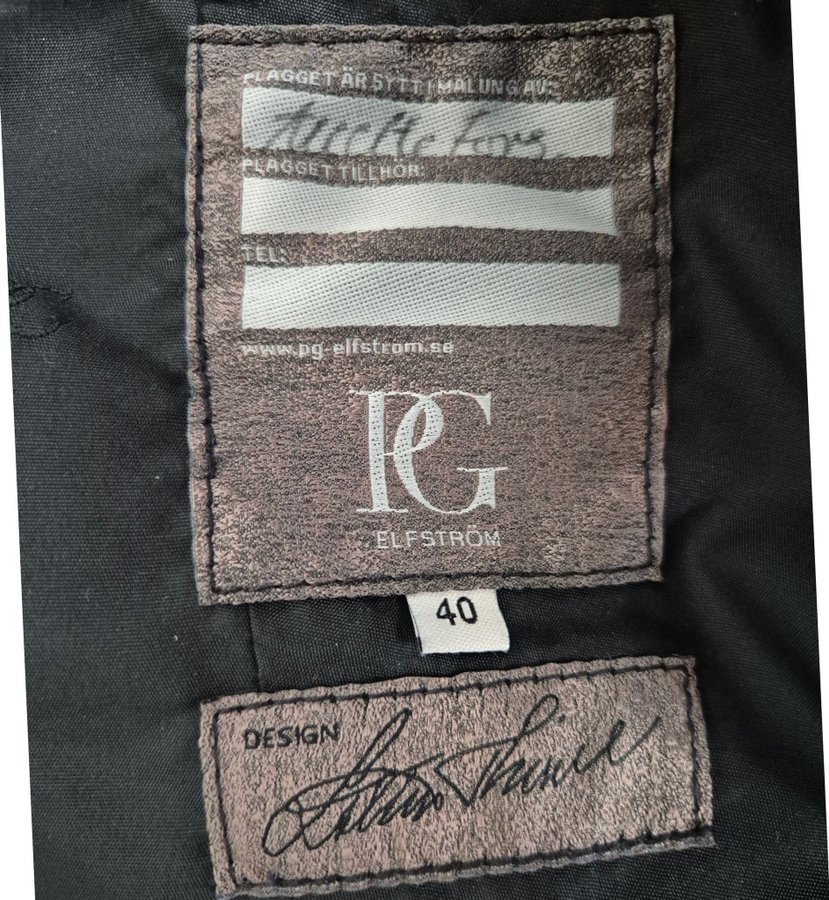 PLAGGET ÄR SYTT I MALUNG AV:
PLAGGET TILLHÖR:
TEL:
www.pg-elfstrom.se
PG
ELFSTRÖM
40
DESIGN